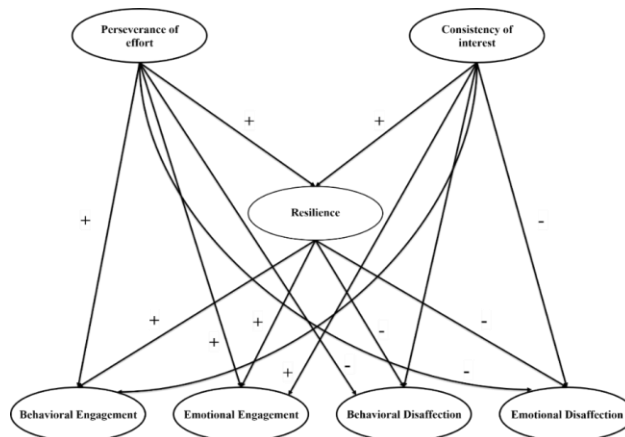 Perseverance of
effort
Consistency of
interest
+
+
Resilience
+
-
+
+
-
-
+
+
-
-
Behavioral Engagement
Emotional Engagement
Behavioral Disaffection
Emotional Disaffection